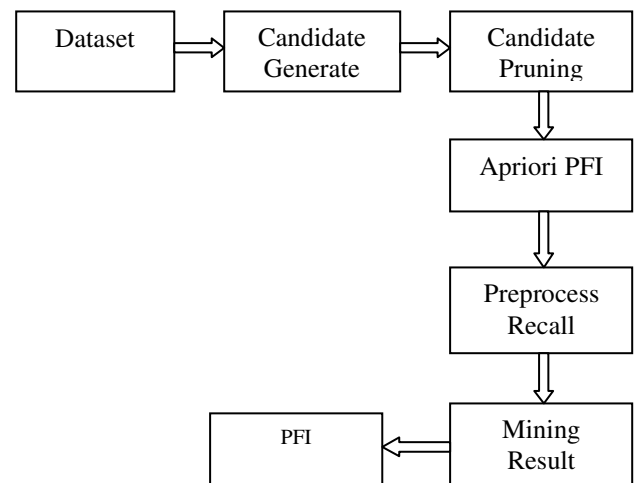 Dataset
Candidate
Generate
Candidate
Pruning
Apriori PFI
Preprocess
Recall
Mining
Result
PFI